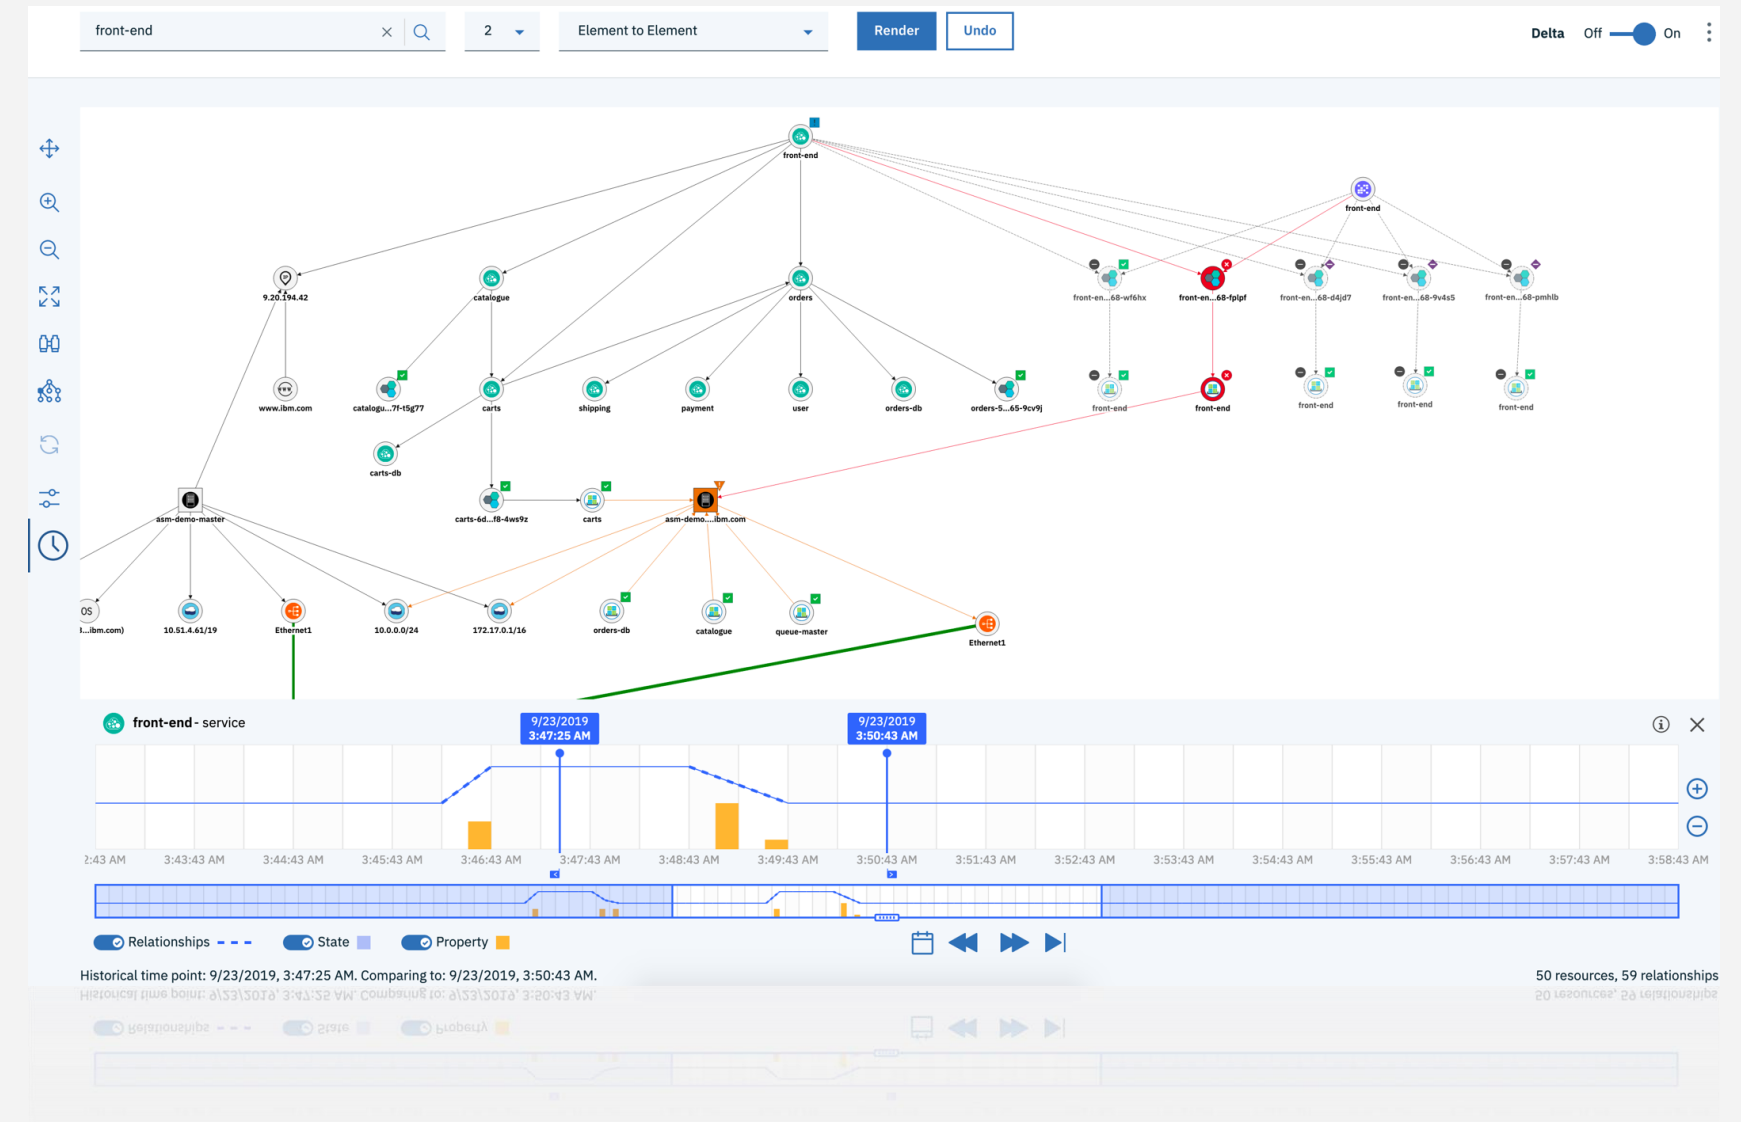 front-end
2
Element to Element
Render
Undo
Delta
Off
On
front-end
front-end
9.20.194.42
catalogue
orders
front-en...68-wf6hx
front-en...68-fplpf
front-en...68-d4jd7
front-en...68-9v4s5
front-en...68-pmhlb
www.ibm.com
catalogu...7f-t5g77
carts
shipping
payment
user
orders-db
orders-5...65-9cv9j
front-end
front-end
front-end
front-end
front-end
carts-db
asm-demo-master
carts-6d...f8-4ws9z
carts
asm-demo....ibm.com
OS
3...ibm.com)
10.51.4.61/19
Ethernet1
10.0.0.0/24
172.17.0.1/16
orders-db
catalogue
queue-master
Ethernet1
front-end - service
9/23/2019
3:47:25 AM
9/23/2019
3:50:43 AM
2:43 AM
3:43:43 AM
3:44:43 AM
3:45:43 AM
3:46:43 AM
3:47:43 AM
3:48:43 AM
3:49:43 AM
3:50:43 AM
3:51:43 AM
3:52:43 AM
3:53:43 AM
3:54:43 AM
3:55:43 AM
3:56:43 AM
3:57:43 AM
3:58:43 AM
Relationships
State
Property
Historical time point: 9/23/2019, 3:47:25 AM. Comparing to: 9/23/2019, 3:50:43 AM.
50 resources, 59 relationships